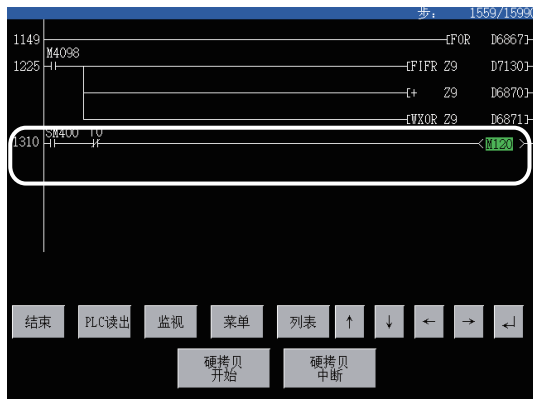 步： 1559/15990
1149 [FOR D6867]
M4098
1225 [FIFR Z9 D7130]
[+ Z9 D6870]
[WXOR Z9 D6871]
SM400 T0
1310 M120
结束 PLC读出 监视 菜单 列表 ↑ ↓ ← → ↵
硬拷贝 硬拷贝
开始 中断